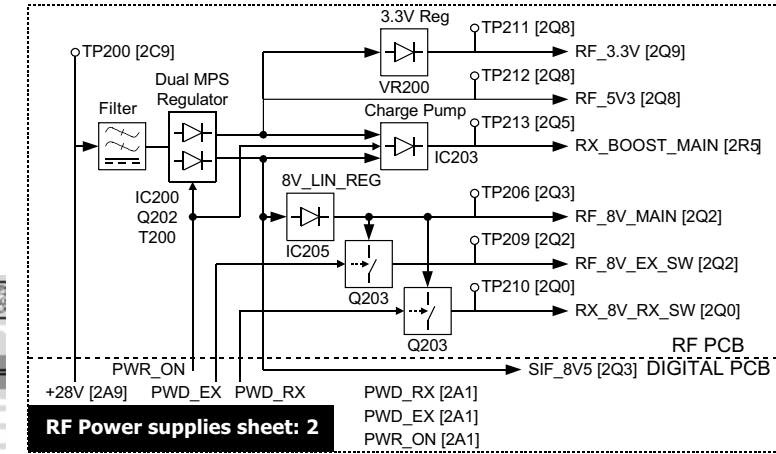 3.3V Reg
TP211 [2Q8]
TP200 [2C9]
RF_3.3V [2Q9]
Dual MPS
Regulator
VR200
TP212 [2Q8]
RF_5V3 [2Q8]
Filter
Charge Pump
TP213 [2Q5]
IC203
RX_BOOST_MAIN [2R5]
8V_LIN_REG
TP206 [2Q3]
IC200
Q202
T200
RF_8V_MAIN [2Q2]
IC205
TP209 [2Q2]
RF_8V_EX_SW [2Q2]
Q203
TP210 [2Q0]
RX_8V_RX_SW [2Q0]
Q203
RF PCB
PWR_ON
SIF_8V5 [2Q3]
DIGITAL PCB
+28V [2A9]
PWD_EX
PWD_RX
PWD_RX [2A1]
PWD_EX [2A1]
PWR_ON [2A1]
RF Power supplies sheet: 2